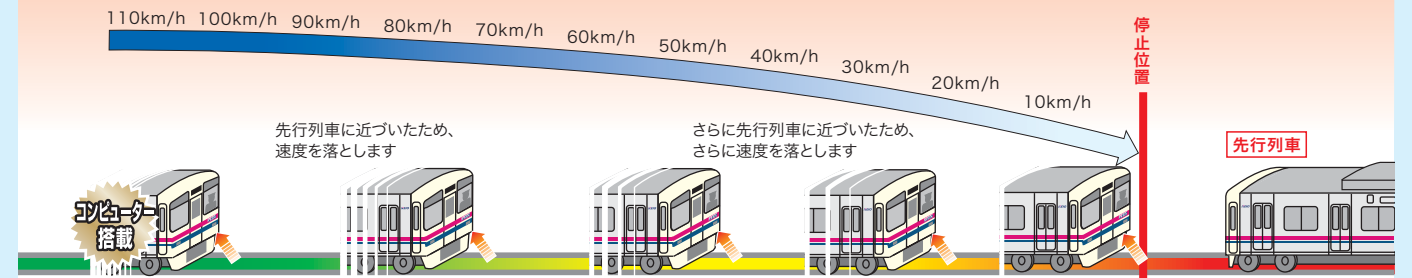 110km/h 100km/h 90km/h 80km/h 70km/h 60km/h 50km/h 40km/h 30km/h 20km/h 10km/h
停止位置
先行列車に近づいたため、
速度を落とします
さらに先行列車に近づいたため、
さらに速度を落とします
先行列車
コンピューター
搭載